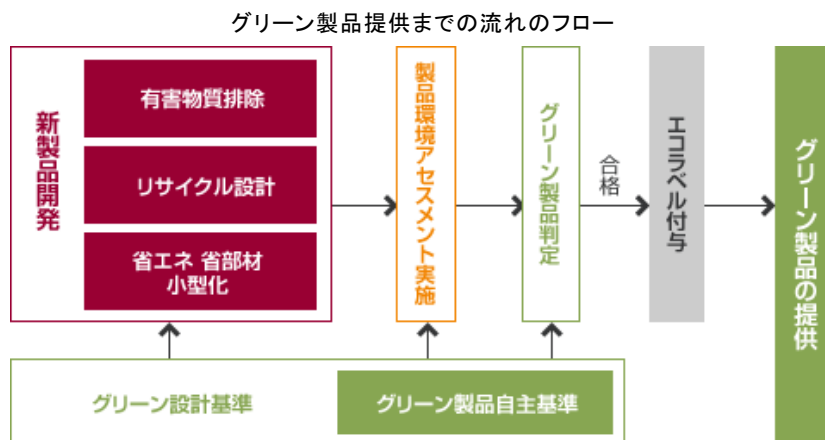 グリーン製品提供までの流れのフロー
新製品開発
有害物質排除
リサイクル設計
省エネ 省部材
小型化
製品環境アセスメント実施
グリーン製品判定
合格
エコラベル付与
グリーン製品の提供
グリーン設計基準
グリーン製品自主基準